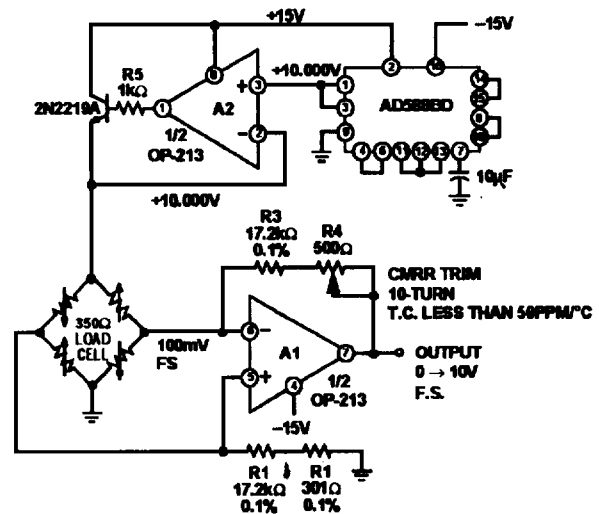 +15V
-15V
R5
1kΩ
2N2219A
8
+
3
+10.000V
1
A2
1/2
OP-213
−
2
+10.000V
2
16
1
3
9
AD588BD
14
15
8
10
4
6
11
12
13
7
10µF
R3
17.2kΩ
0.1%
R4
500Ω
CMRR TRIM
10-TURN
T.C. LESS THAN 50PPM/°C
350Ω
LOAD
CELL
100mV
FS
6
−
A1
7
5
+
4
1/2
OP-213
-15V
OUTPUT
0 → 10V
F.S.
R1
17.2kΩ
0.1%
R1
301Ω
0.1%